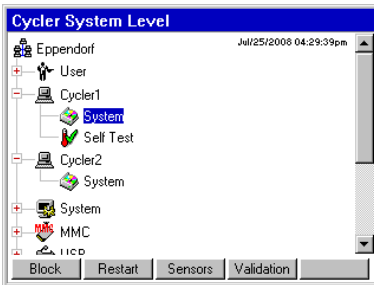 Cycler System Level
Eppendorf Jul/25/2008 04:29:39pm
User
Cycler1
System
Self Test
Cycler2
System
System
MMC
Block Restart Sensors Validation